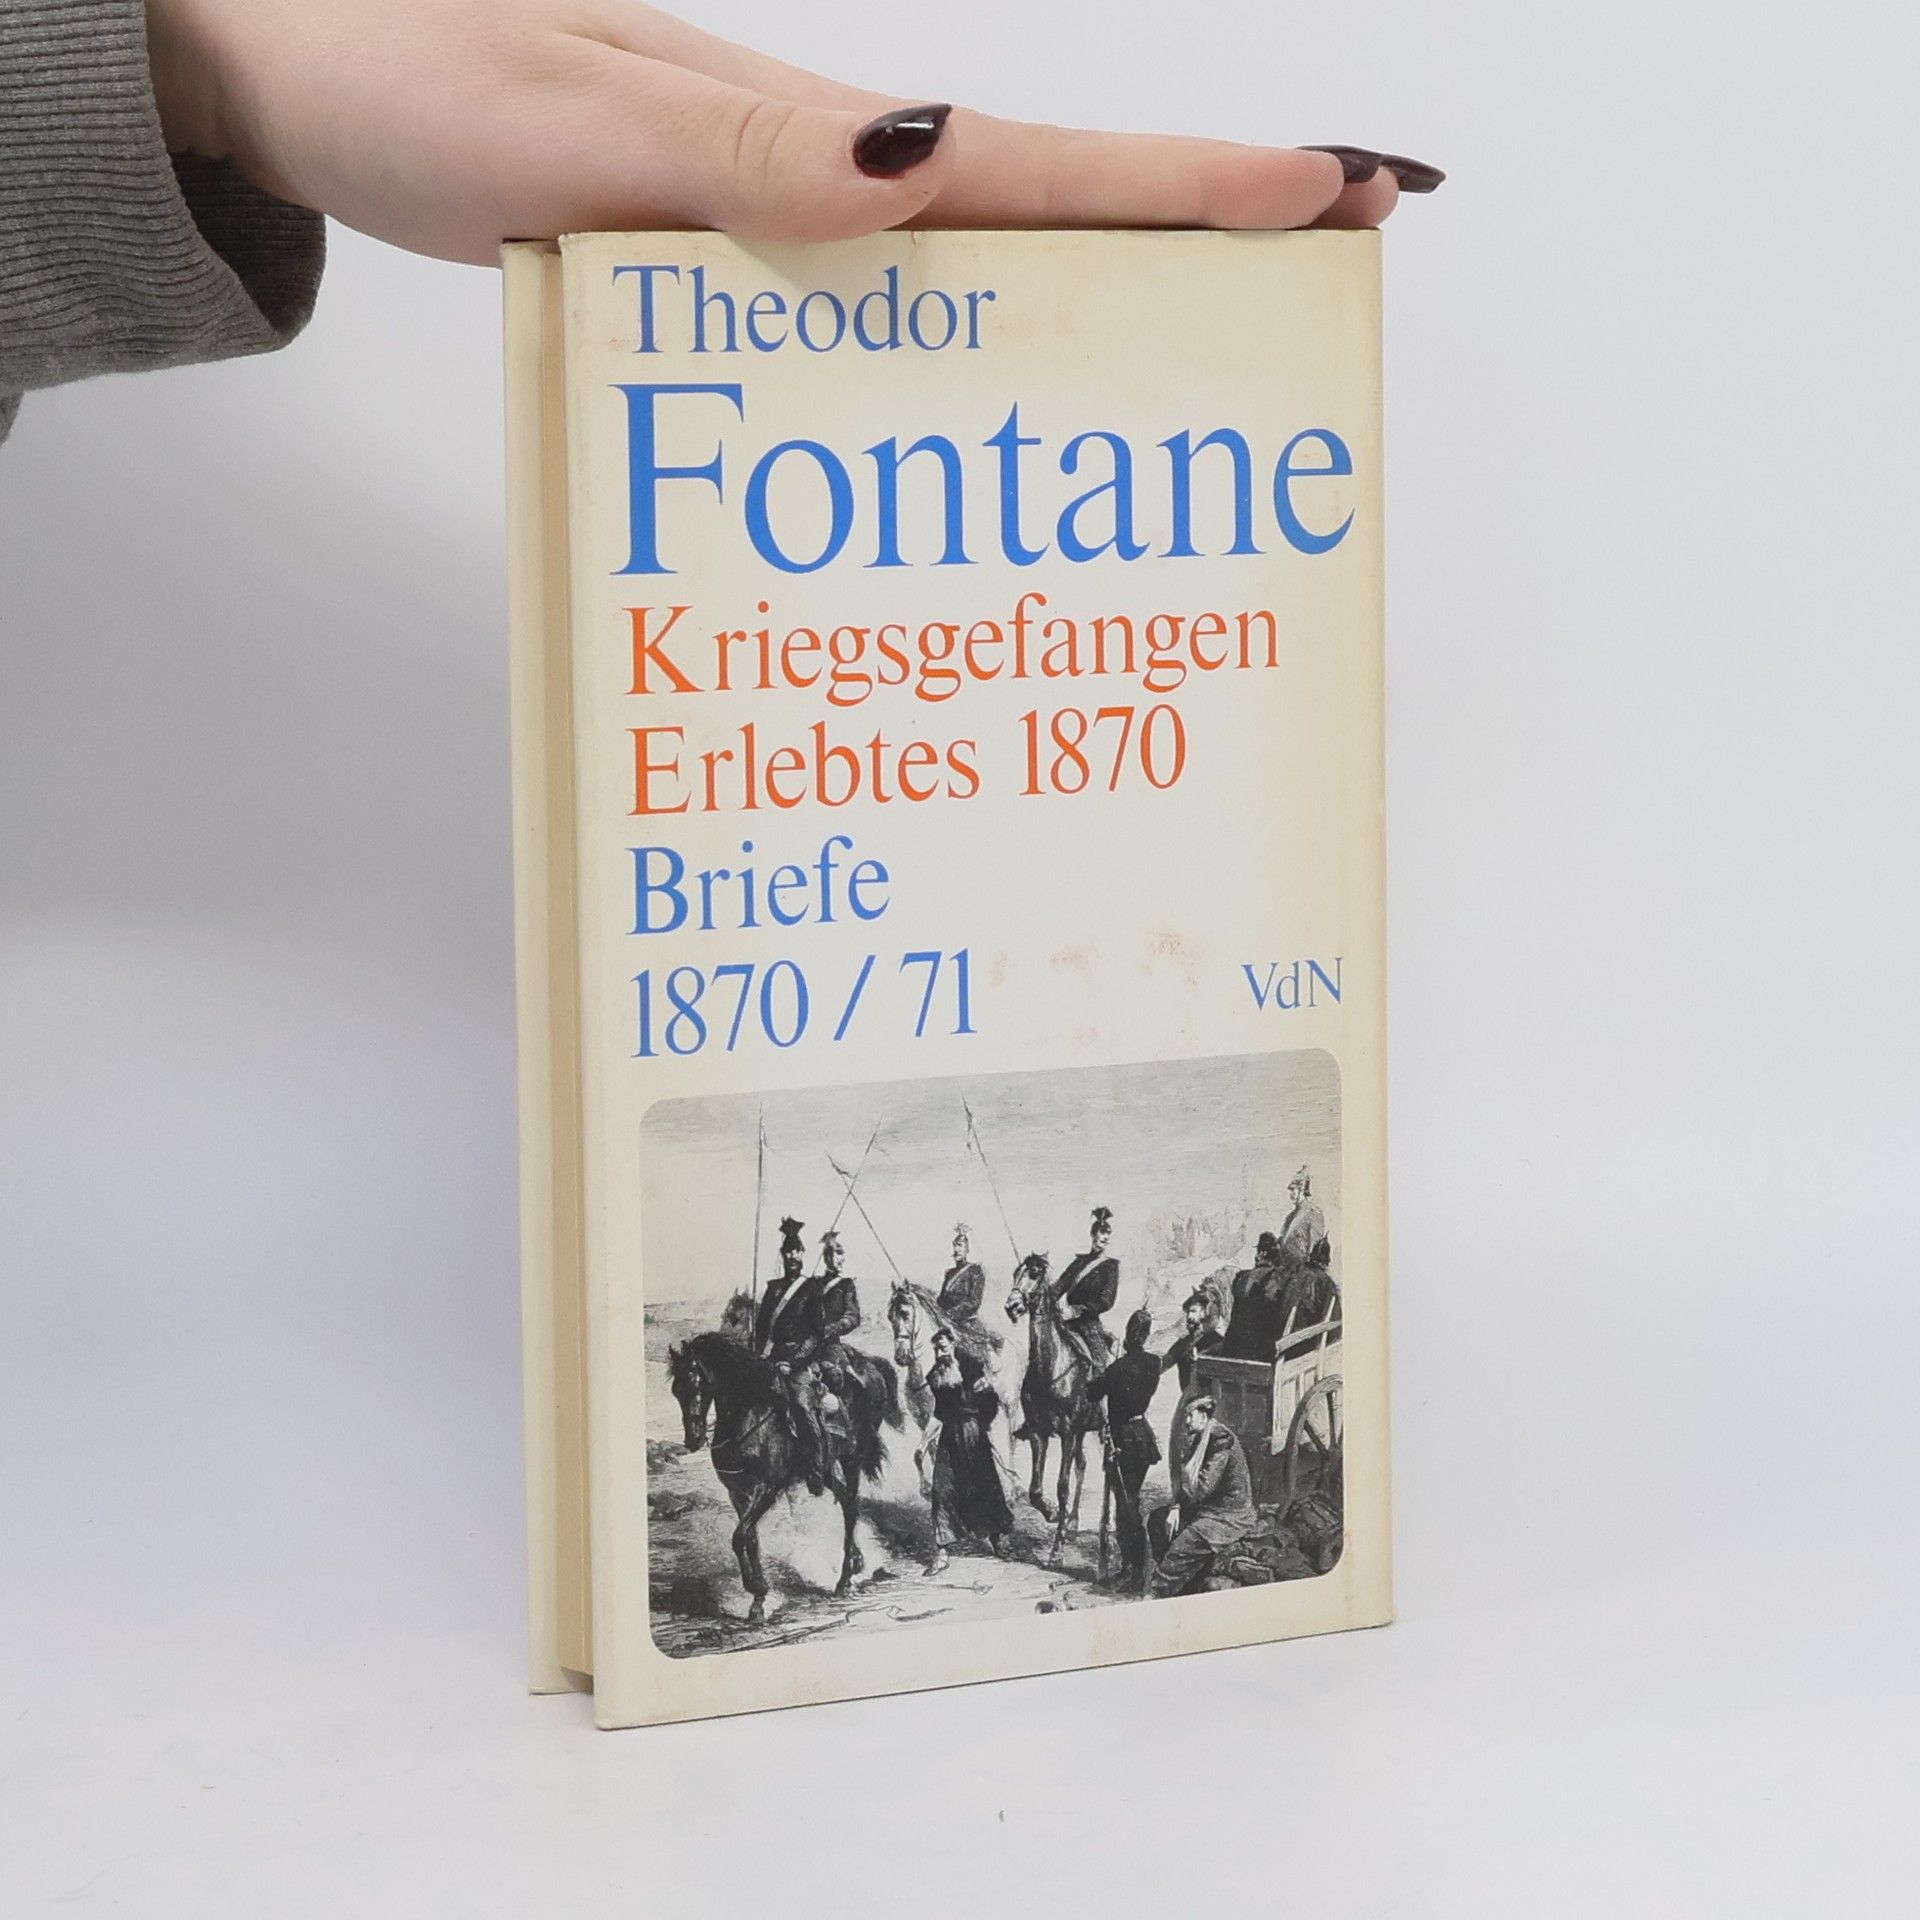 Theodor
Fontane
Kriegsgefangen
Erlebtes 1870
Briefe
1870 / 71
VdN